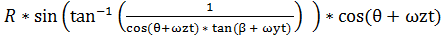 R * sin(tan⁻¹(1/(cos(θ+ωzt) * tan(β + ωyt)))) * cos(θ + ωzt)